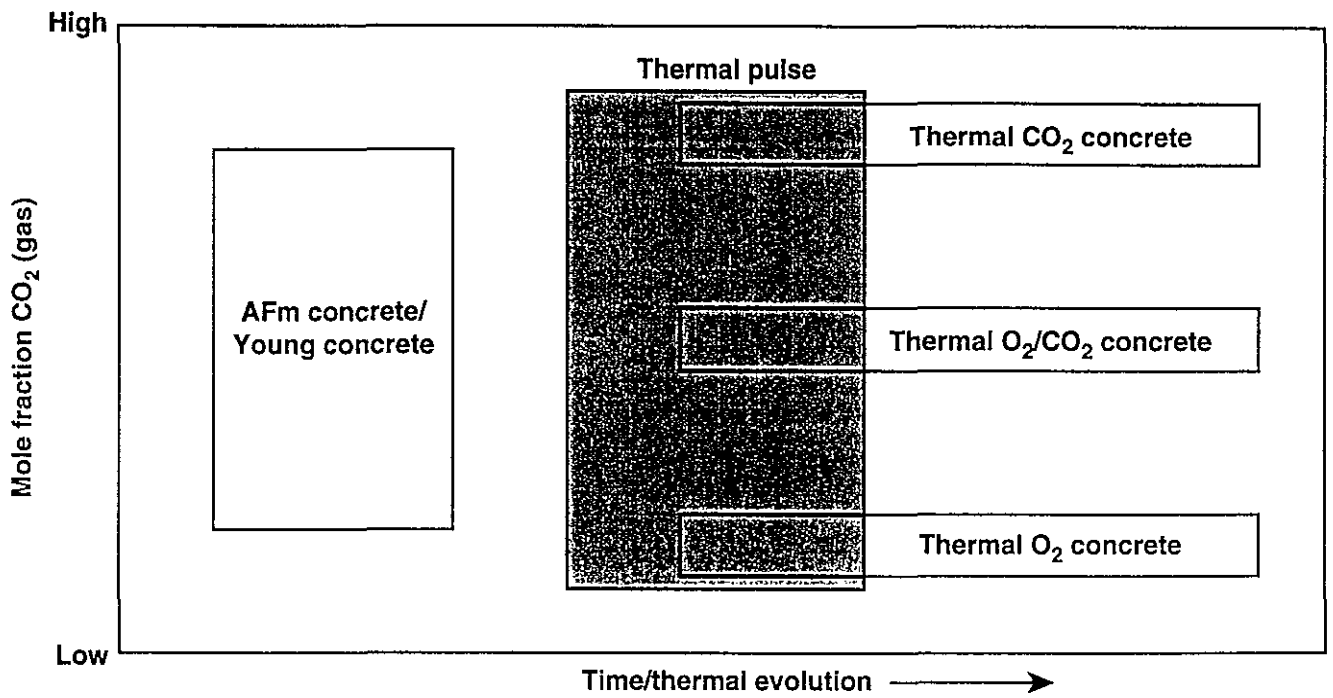 High
Thermal pulse
Thermal CO₂ concrete
Mole fraction CO₂ (gas)
AFm concrete/
Young concrete
Thermal O₂/CO₂ concrete
Thermal O₂ concrete
Low
Time/thermal evolution